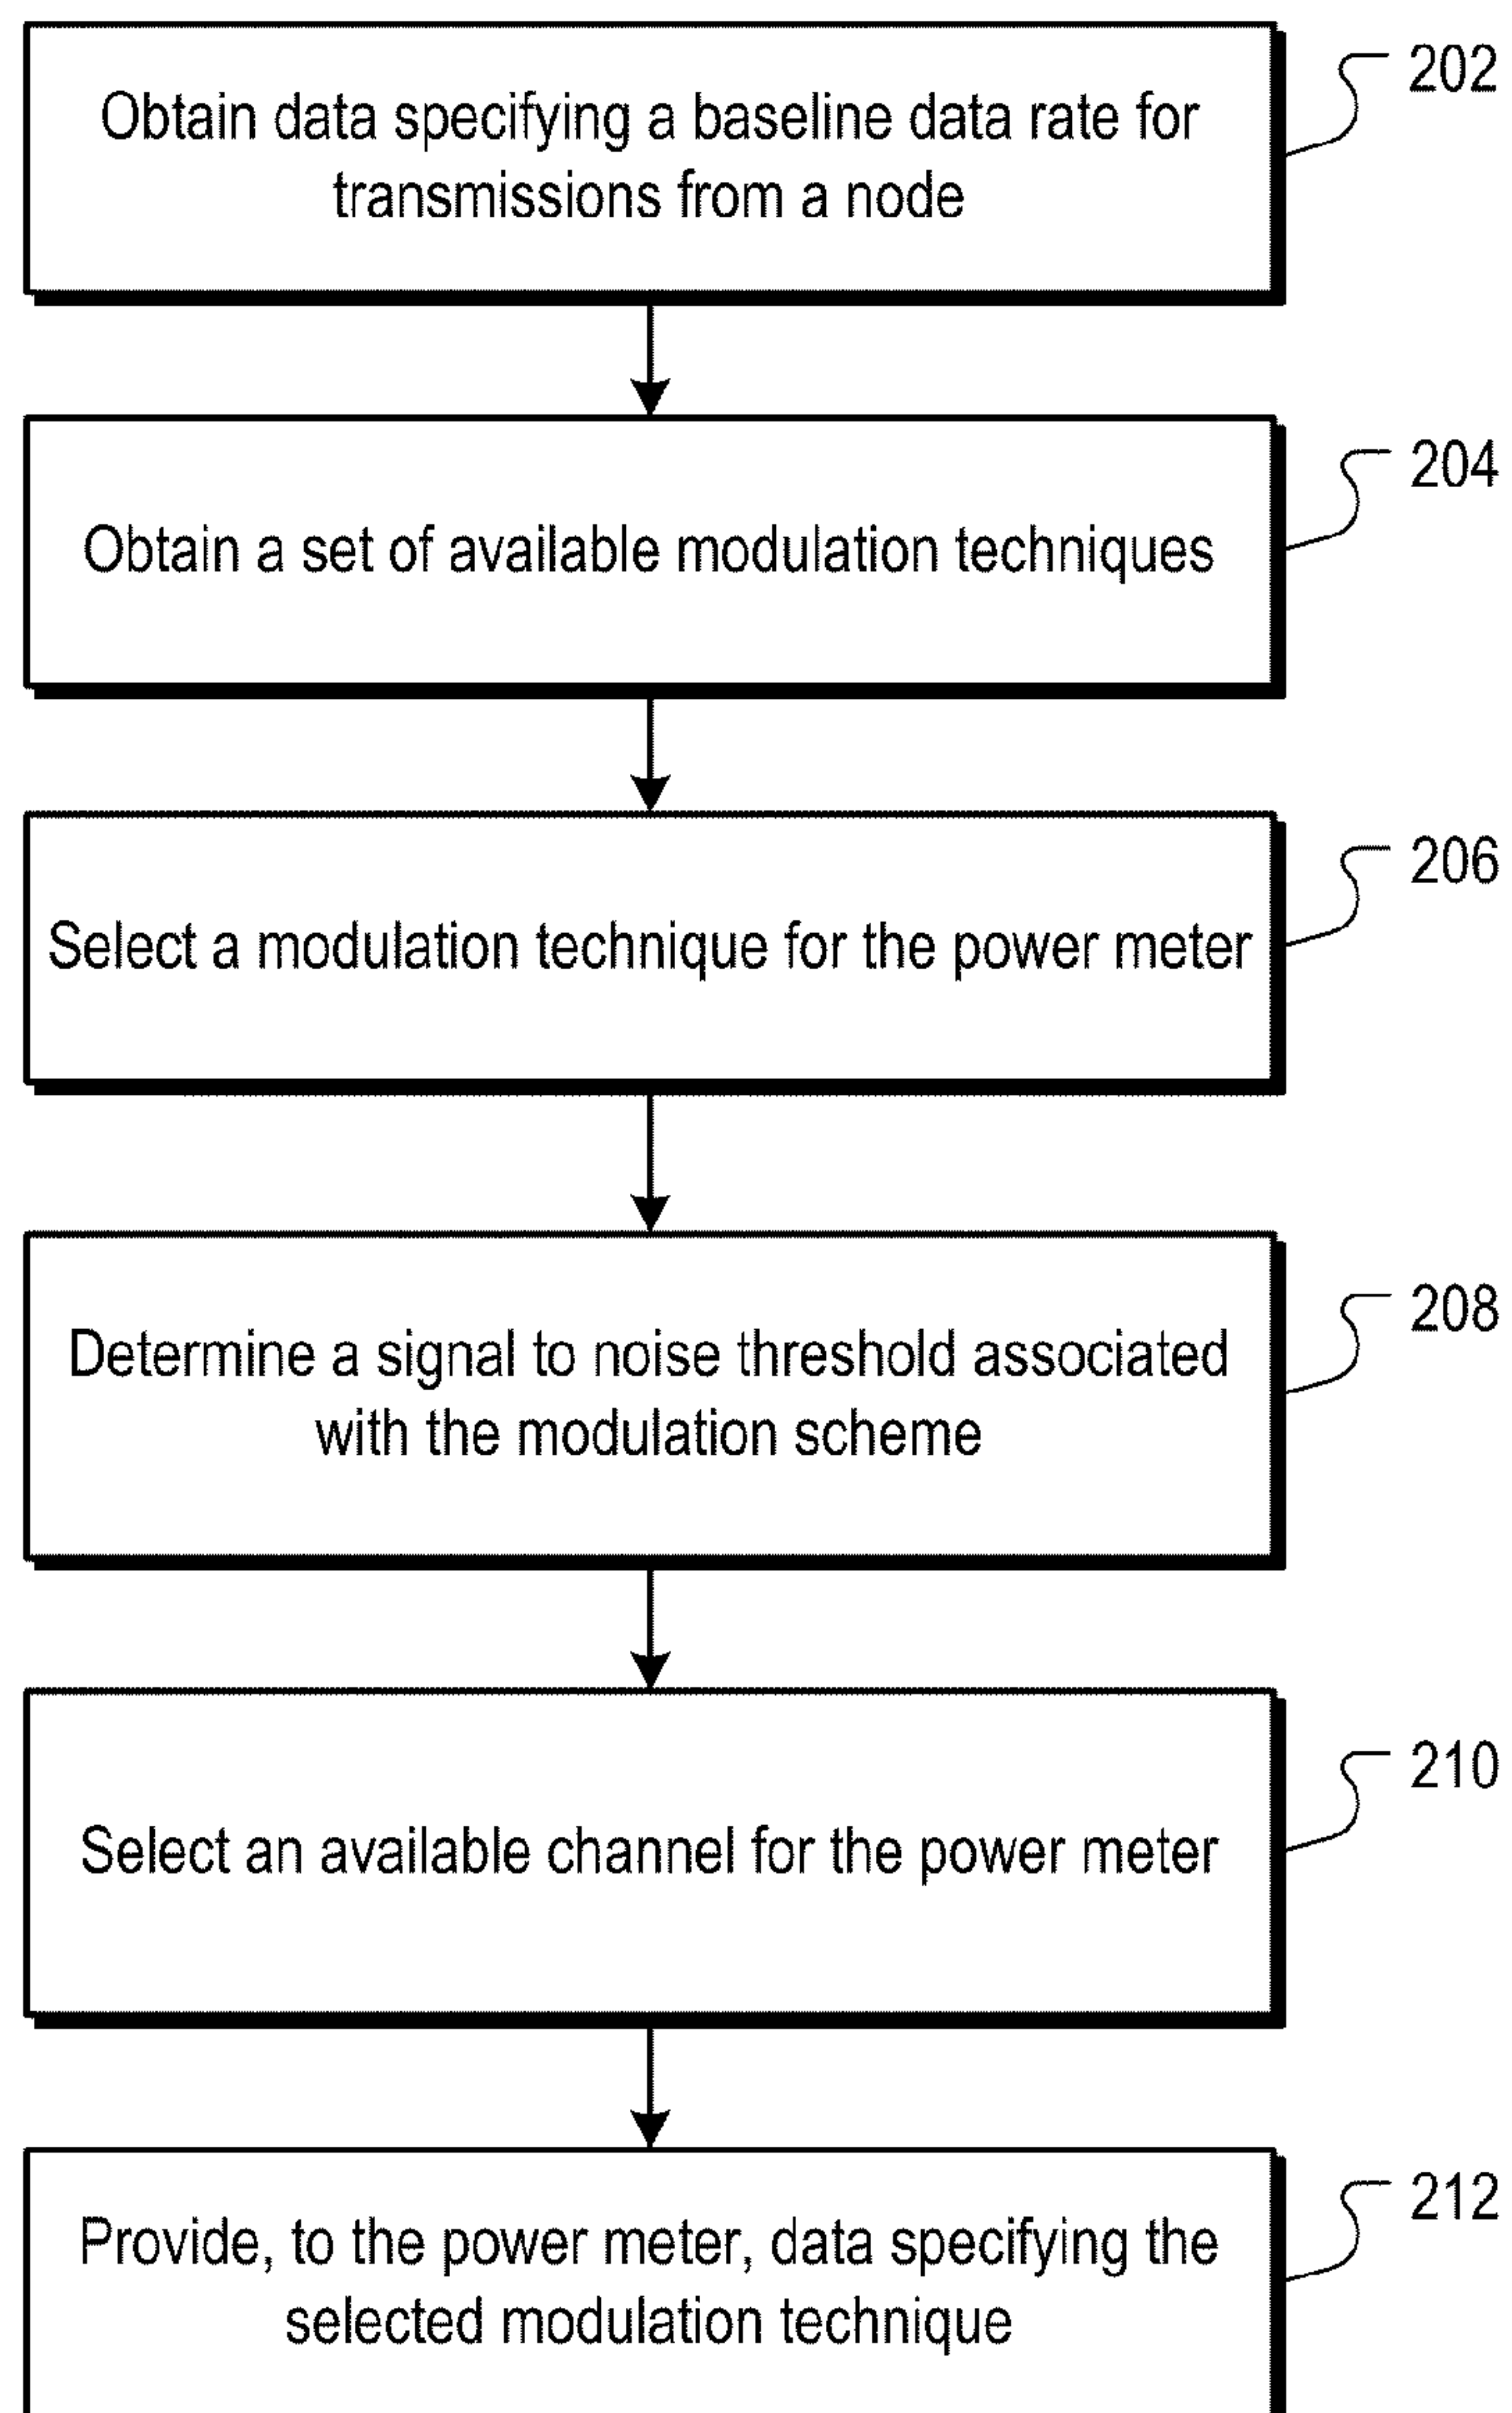 Obtain data specifying a baseline data rate for
transmissions from a node
202
Obtain a set of available modulation techniques
204
Select a modulation technique for the power meter
206
Determine a signal to noise threshold associated
with the modulation scheme
208
Select an available channel for the power meter
210
Provide, to the power meter, data specifying the
selected modulation technique
212